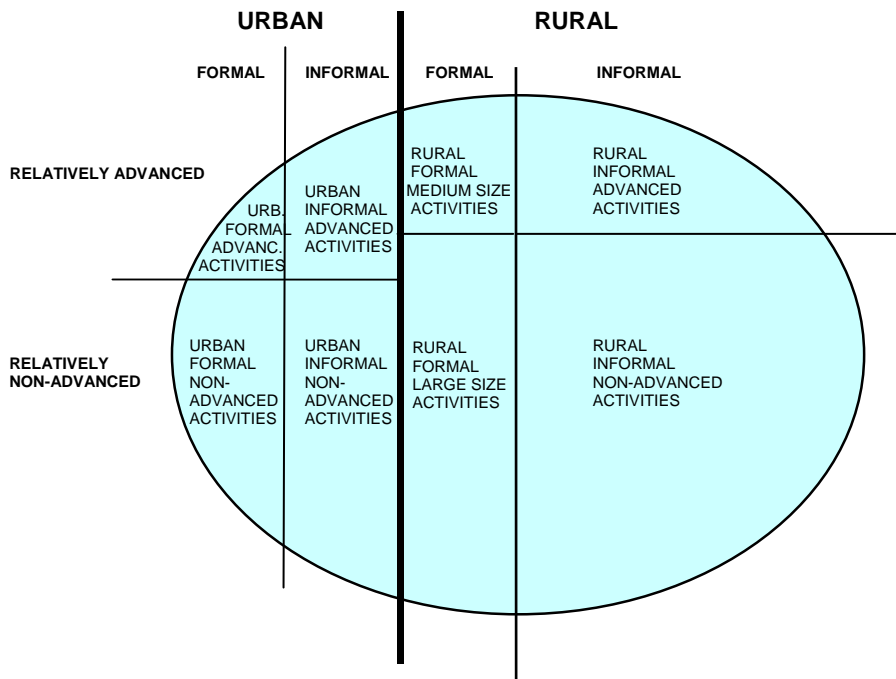 URBAN
RURAL
FORMAL
INFORMAL
FORMAL
INFORMAL
RELATIVELY ADVANCED
URB.
FORMAL
ADVANC.
ACTIVITIES
URBAN
INFORMAL
ADVANCED
ACTIVITIES
RURAL
FORMAL
MEDIUM SIZE
ACTIVITIES
RURAL
INFORMAL
ADVANCED
ACTIVITIES
RELATIVELY
NON-ADVANCED
URBAN
FORMAL
NON-
ADVANCED
ACTIVITIES
URBAN
INFORMAL
NON-
ADVANCED
ACTIVITIES
RURAL
FORMAL
LARGE SIZE
ACTIVITIES
RURAL
INFORMAL
NON-ADVANCED
ACTIVITIES